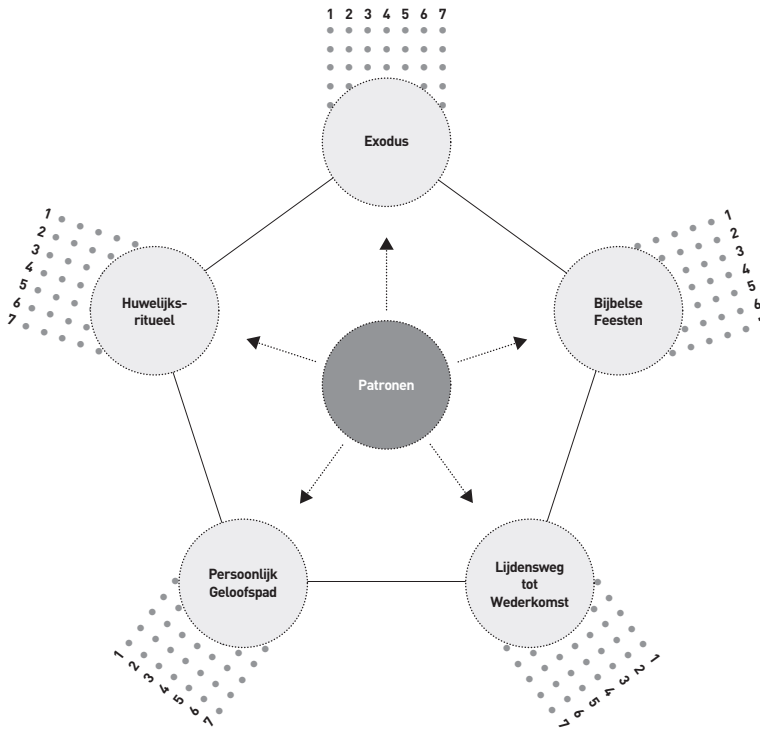 1 2 3 4 5 6 7
Exodus
1
2
3
4
5
6
7
Huwelijks-
ritueel
1
2
3
4
5
6
Bijbelse
Feesten
Patronen
Persoonlijk
Geloofspad
1
2
3
4
5
6
7
Lijdensweg
tot
Wederkomst
1
2
3
4
5
6
7